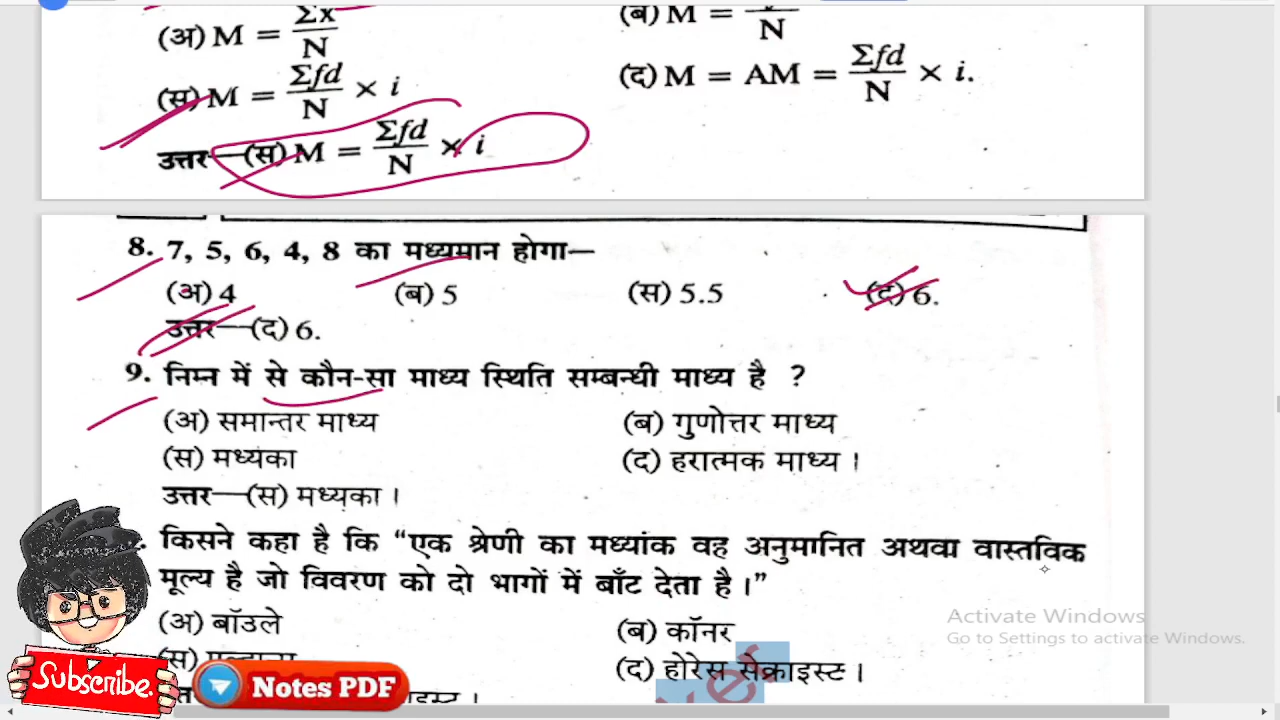 (अ) M = Σx/N (ब) M = /N
(स) M = Σfd/N × i (द) M = AM = Σfd/N × i.
उत्तर—(स) M = Σfd/N × i
8. 7, 5, 6, 4, 8 का मध्यमान होगा—
(अ) 4 (ब) 5 (स) 5.5 (द) 6.
उत्तर—(द) 6.
9. निम्न में से कौन-सा माध्य स्थिति सम्बन्धी माध्य है ?
(अ) समान्तर माध्य (ब) गुणोत्तर माध्य
(स) मध्यका (द) हरात्मक माध्य ।
उत्तर—(स) मध्यका ।
किसने कहा है कि “एक श्रेणी का मध्यांक वह अनुमानित अथवा वास्तविक
मूल्य है जो विवरण को दो भागों में बाँट देता है ।”
(अ) बॉउले (ब) कॉनर
(स) (द) होरेस सेक्राइस्ट ।
Activate Windows
Go to Settings to activate Windows.
Subscribe.
Notes PDF